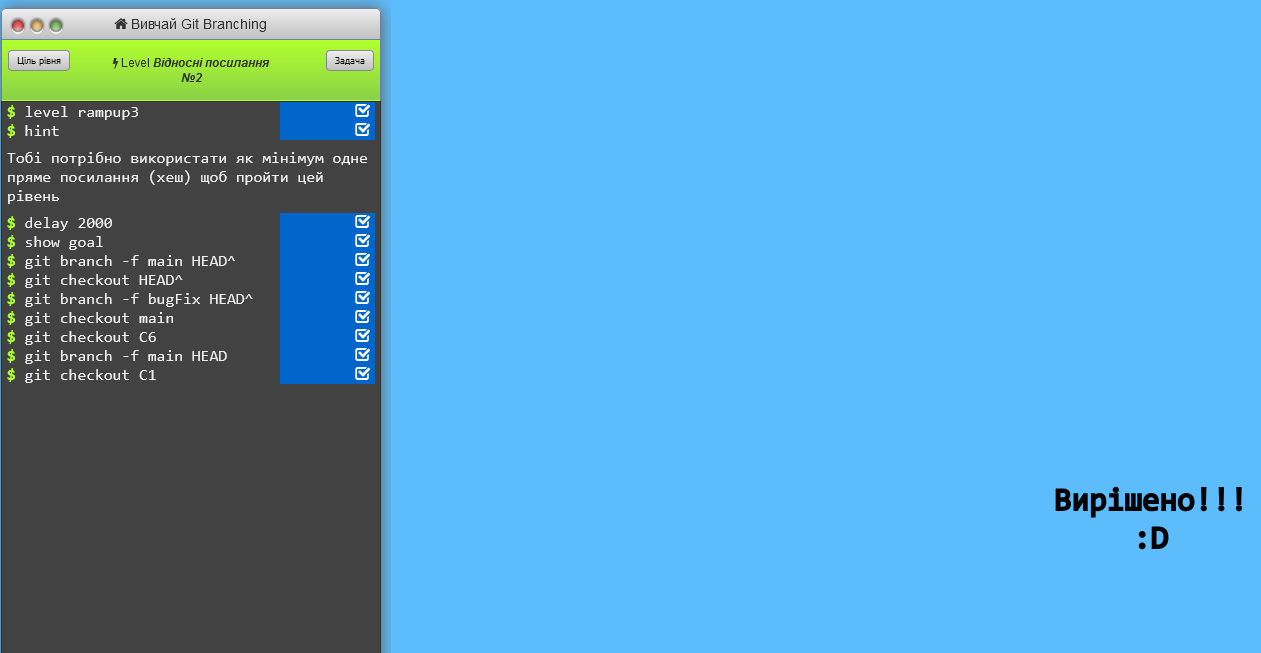 Вивчай Git Branching
Ціль рівня
Level Відносні посилання
№2
Задача
$ level rampup3
$ hint
Тобі потрібно використати як мінімум одне
пряме посилання (хеш) щоб пройти цей
рівень
$ delay 2000
$ show goal
$ git branch -f main HEAD^
$ git checkout HEAD^
$ git branch -f bugFix HEAD^
$ git checkout main
$ git checkout C6
$ git branch -f main HEAD
$ git checkout C1
Вирішено!!!
:D